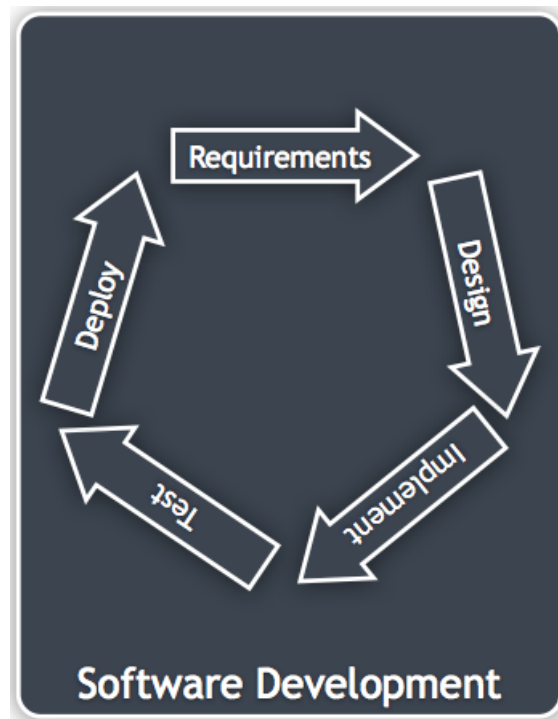 Requirements
Design
Implement
Test
Deploy
Software Development